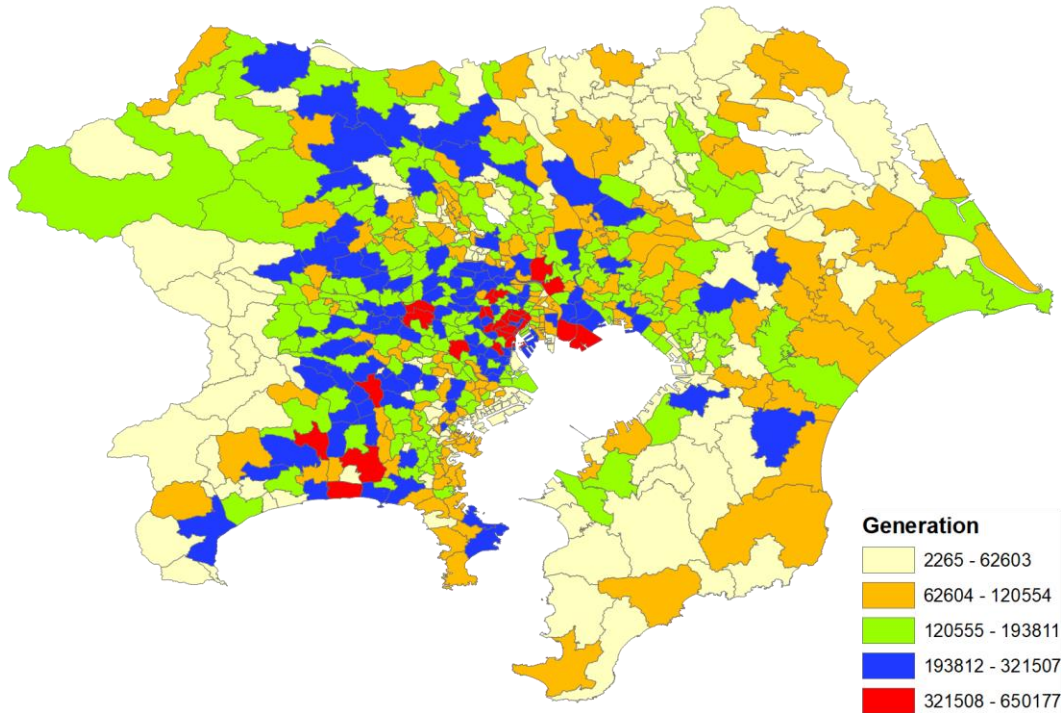 Generation
2265 - 62603
62604 - 120554
120555 - 193811
193812 - 321507
321508 - 650177